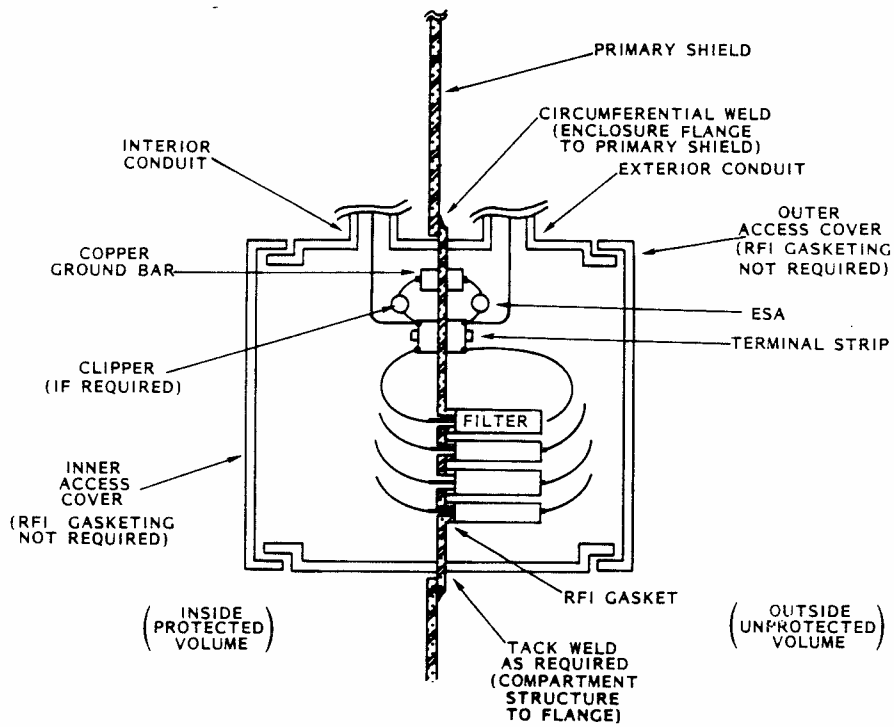 PRIMARY SHIELD
CIRCUMFERENTIAL WELD
(ENCLOSURE FLANGE
TO PRIMARY SHIELD)
INTERIOR
CONDUIT
EXTERIOR CONDUIT
OUTER
ACCESS COVER
(RFI GASKETING
NOT REQUIRED)
COPPER
GROUND BAR
ESA
TERMINAL STRIP
CLIPPER
(IF REQUIRED)
FILTER
INNER
ACCESS
COVER
(RFI GASKETING
NOT REQUIRED)
RFI GASKET
(INSIDE
PROTECTED
VOLUME)
(OUTSIDE
UNPROTECTED
VOLUME)
TACK WELD
AS REQUIRED
(COMPARTMENT
STRUCTURE
TO FLANGE)